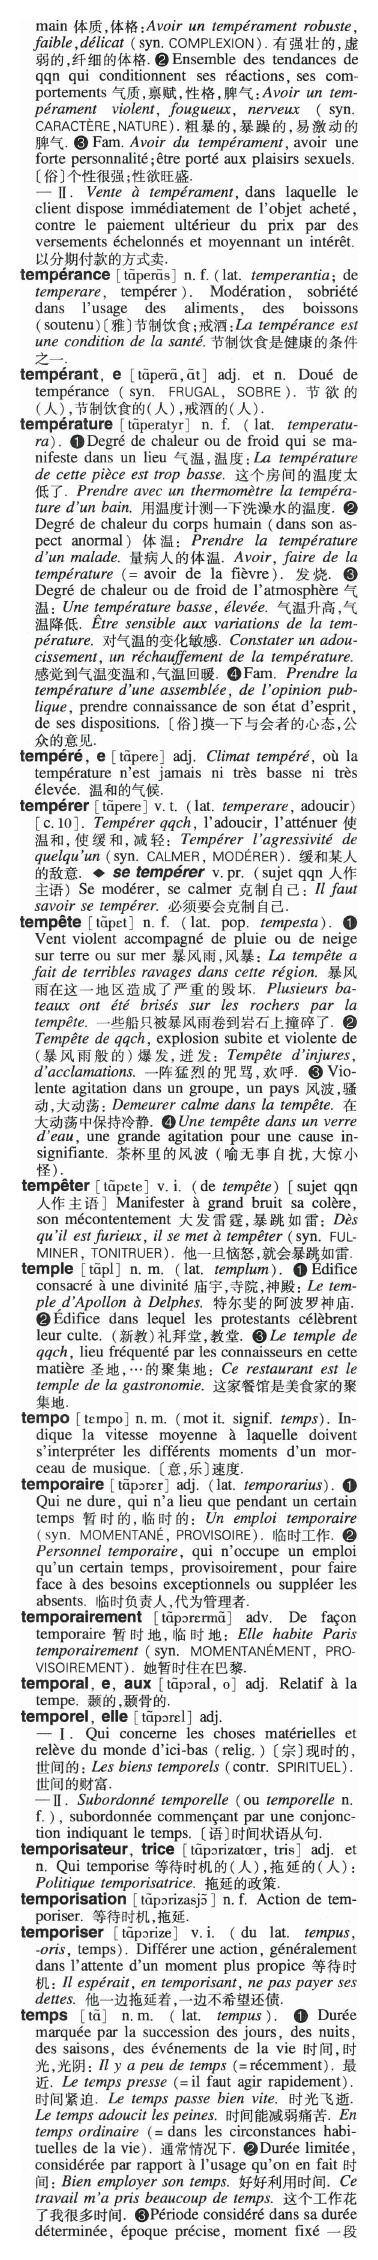 main 体质,体格:Avoir un tempérament robuste,
faible,délicat (syn. COMPLEXION). 有强壮的,虚
弱的,纤细的体格. ❷Ensemble des tendances de
qqn qui conditionnent ses réactions, ses com-
portements 气质,禀赋,性格,脾气:Avoir un tem-
pérament violent, fougueux, nerveux ( syn.
CARACTÈRE,NATURE). 粗暴的,暴躁的,易激动的
脾气. ❸ Fam. Avoir du tempérament, avoir une
forte personnalité;être porté aux plaisirs sexuels.
〔俗〕个性很强;性欲旺盛.
— Ⅱ. Vente à tempérament, dans laquelle le
client dispose immédiatement de l'objet acheté,
contre le paiement ultérieur du prix par des
versements échelonnés et moyennant un intérêt.
以分期付款的方式卖.
tempérance [tɑ̃perɑ̃s] n. f. (lat. temperantia; de
temperare, tempérer ). Modération, sobriété
dans l'usage des aliments, des boissons
(soutenu)〔雅〕节制饮食;戒酒:La tempérance est
une condition de la santé. 节制饮食是健康的条件
之一.
tempérant, e [tɑ̃perɑ̃,ɑ̃t] adj. et n. Doué de
tempérance ( syn. FRUGAL, SOBRE ). 节欲的
(人),节制饮食的(人),戒酒的(人).
température [tɑ̃peratyr] n. f. ( lat. temperatu-
ra). ❶Degré de chaleur ou de froid qui se ma-
nifeste dans un lieu 气温,温度:La température
de cette pièce est trop basse. 这个房间的温度太
低了. Prendre avec un thermomètre la tempéra-
ture d'un bain. 用温度计测一下洗澡水的温度. ❷
Degré de chaleur du corps humain (dans son as-
pect anormal) 体温: Prendre la température
d'un malade. 量病人的体温. Avoir, faire de la
température (= avoir de la fièvre). 发烧. ❸
Degré de chaleur ou de froid de l'atmosphère 气
温: Une température basse, élevée. 气温升高,气
温降低. Être sensible aux variations de la tem-
pérature. 对气温的变化敏感. Constater un adou-
cissement, un réchauffement de la température.
感觉到气温变温和,气温回暖. ❹Fam. Prendre la
température d'une assemblée, de l'opinion pub-
lique, prendre connaissance de son état d'esprit,
de ses dispositions. 〔俗〕摸一下与会者的心态,公
众的意见.
tempéré, e [tɑ̃pere] adj. Climat tempéré, où la
température n'est jamais ni très basse ni très
élevée. 温和的气候.
tempérer [tɑ̃pere] v. t. (lat. temperare, adoucir)
[c. 10]. Tempérer qqch, l'adoucir, l'atténuer 使
温和, 使缓和, 减轻: Tempérer l'agressivité de
quelqu'un (syn. CALMER, MODÉRER). 缓和某人
的敌意. ◆ se tempérer v. pr. (sujet qqn 人作
主语) Se modérer, se calmer 克制自己: Il faut
savoir se tempérer. 必须要会克制自己.
tempête [tɑ̃pet] n. f. (lat. pop. tempesta). ❶
Vent violent accompagné de pluie ou de neige
sur terre ou sur mer 暴风雨,风暴: La tempête a
fait de terribles ravages dans cette région. 暴风
雨在这一地区造成了严重的毁坏. Plusieurs ba-
teaux ont été brisés sur les rochers par la
tempête. 一些船只被暴风雨卷到岩石上撞碎了. ❷
Tempête de qqch, explosion subite et violente de
(暴风雨般的)爆发,迸发: Tempête d'injures,
d'acclamations. 一阵猛烈的咒骂,欢呼. ❸ Vio-
lente agitation dans un groupe, un pays 风波,骚
动,大动荡: Demeurer calme dans la tempête. 在
大动荡中保持冷静. ❹Une tempête dans un verre
d'eau, une grande agitation pour une cause in-
signifiante. 茶杯里的风波 (喻无事自扰,大惊小
怪).
tempêter [tɑ̃pete] v. i. (de tempête) [sujet qqn
人作主语] Manifester à grand bruit sa colère,
son mécontentement 大发雷霆,暴跳如雷: Dès
qu'il est furieux, il se met à tempêter (syn. FUL-
MINER, TONITRUER). 他一旦恼怒,就会暴跳如雷.
temple [tɑ̃pl] n. m. (lat. templum). ❶ Édifice
consacré à une divinité 庙宇,寺院,神殿: Le tem-
ple d'Apollon à Delphes. 特尔斐的阿波罗神庙.
❷Édifice dans lequel les protestants célèbrent
leur culte. (新教)礼拜堂,教堂. ❸Le temple de
qqch, lieu fréquenté par les connaisseurs en cette
matière 圣地,…的聚集地: Ce restaurant est le
temple de la gastronomie. 这家餐馆是美食家的聚
集地.
tempo [tempo] n. m. (mot it. signif. temps). In-
dique la vitesse moyenne à laquelle doivent
s'interpréter les différents moments d'un mor-
ceau de musique. 〔意,乐〕速度.
temporaire [tɑ̃pɔrɛr] adj. (lat. temporarius). ❶
Qui ne dure, qui n'a lieu que pendant un certain
temps 暂时的,临时的: Un emploi temporaire
(syn. MOMENTANÉ, PROVISOIRE). 临时工作. ❷
Personnel temporaire, qui n'occupe un emploi
qu'un certain temps, provisoirement, pour faire
face à des besoins exceptionnels ou suppléer les
absents. 临时负责人,代为管理者.
temporairement [tɑ̃pɔrɛrmɑ̃] adv. De façon
temporaire 暂时地,临时地: Elle habite Paris
temporairement ( syn. MOMENTANÉMENT, PRO-
VISOIREMENT). 她暂时住在巴黎.
temporal, e, aux [tɑ̃pɔral, o] adj. Relatif à la
tempe. 颞的,颞骨的.
temporel, elle [tɑ̃pɔrɛl] adj.
— Ⅰ. Qui concerne les choses matérielles et
relève du monde d'ici-bas (relig. )〔宗〕现时的,
世间的: Les biens temporels (contr. SPIRITUEL).
世间的财富.
— Ⅱ. Subordonné temporelle (ou temporelle n.
f. ), subordonnée commençant par une conjonc-
tion indiquant le temps. 〔语〕时间状语从句.
temporisateur, trice [tɑ̃pɔrizatœr, tris] adj. et
n. Qui temporise 等待时机的(人),拖延的(人):
Politique temporisatrice. 拖延的政策.
temporisation [tɑ̃pɔrizasjɔ̃] n. f. Action de tem-
poriser. 等待时机,拖延.
temporiser [tɑ̃pɔrize] v. i. ( du lat. tempus,
-oris, temps). Différer une action, généralement
dans l'attente d'un moment plus propice 等待时
机: Il espérait, en temporisant, ne pas payer ses
dettes. 他一边拖延着,一边不希望还债.
temps [tɑ̃] n. m. ( lat. tempus ). ❶ Durée
marquée par la succession des jours, des nuits,
des saisons, des événements de la vie 时间,时
光,光阴: Il y a peu de temps (=récemment). 最
近. Le temps presse (=il faut agir rapidement).
时间紧迫. Le temps passe bien vite. 时光飞逝.
Le temps adoucit les peines. 时间能减弱痛苦. En
temps ordinaire (= dans les circonstances habi-
tuelles de la vie). 通常情况下. ❷Durée limitée,
considérée par rapport à l'usage qu'on en fait 时
间: Bien employer son temps. 好好利用时间. Ce
travail m'a pris beaucoup de temps. 这个工作花
了我很多时间. ❸Période considéré dans sa durée
déterminée, époque précise, moment fixé 一段